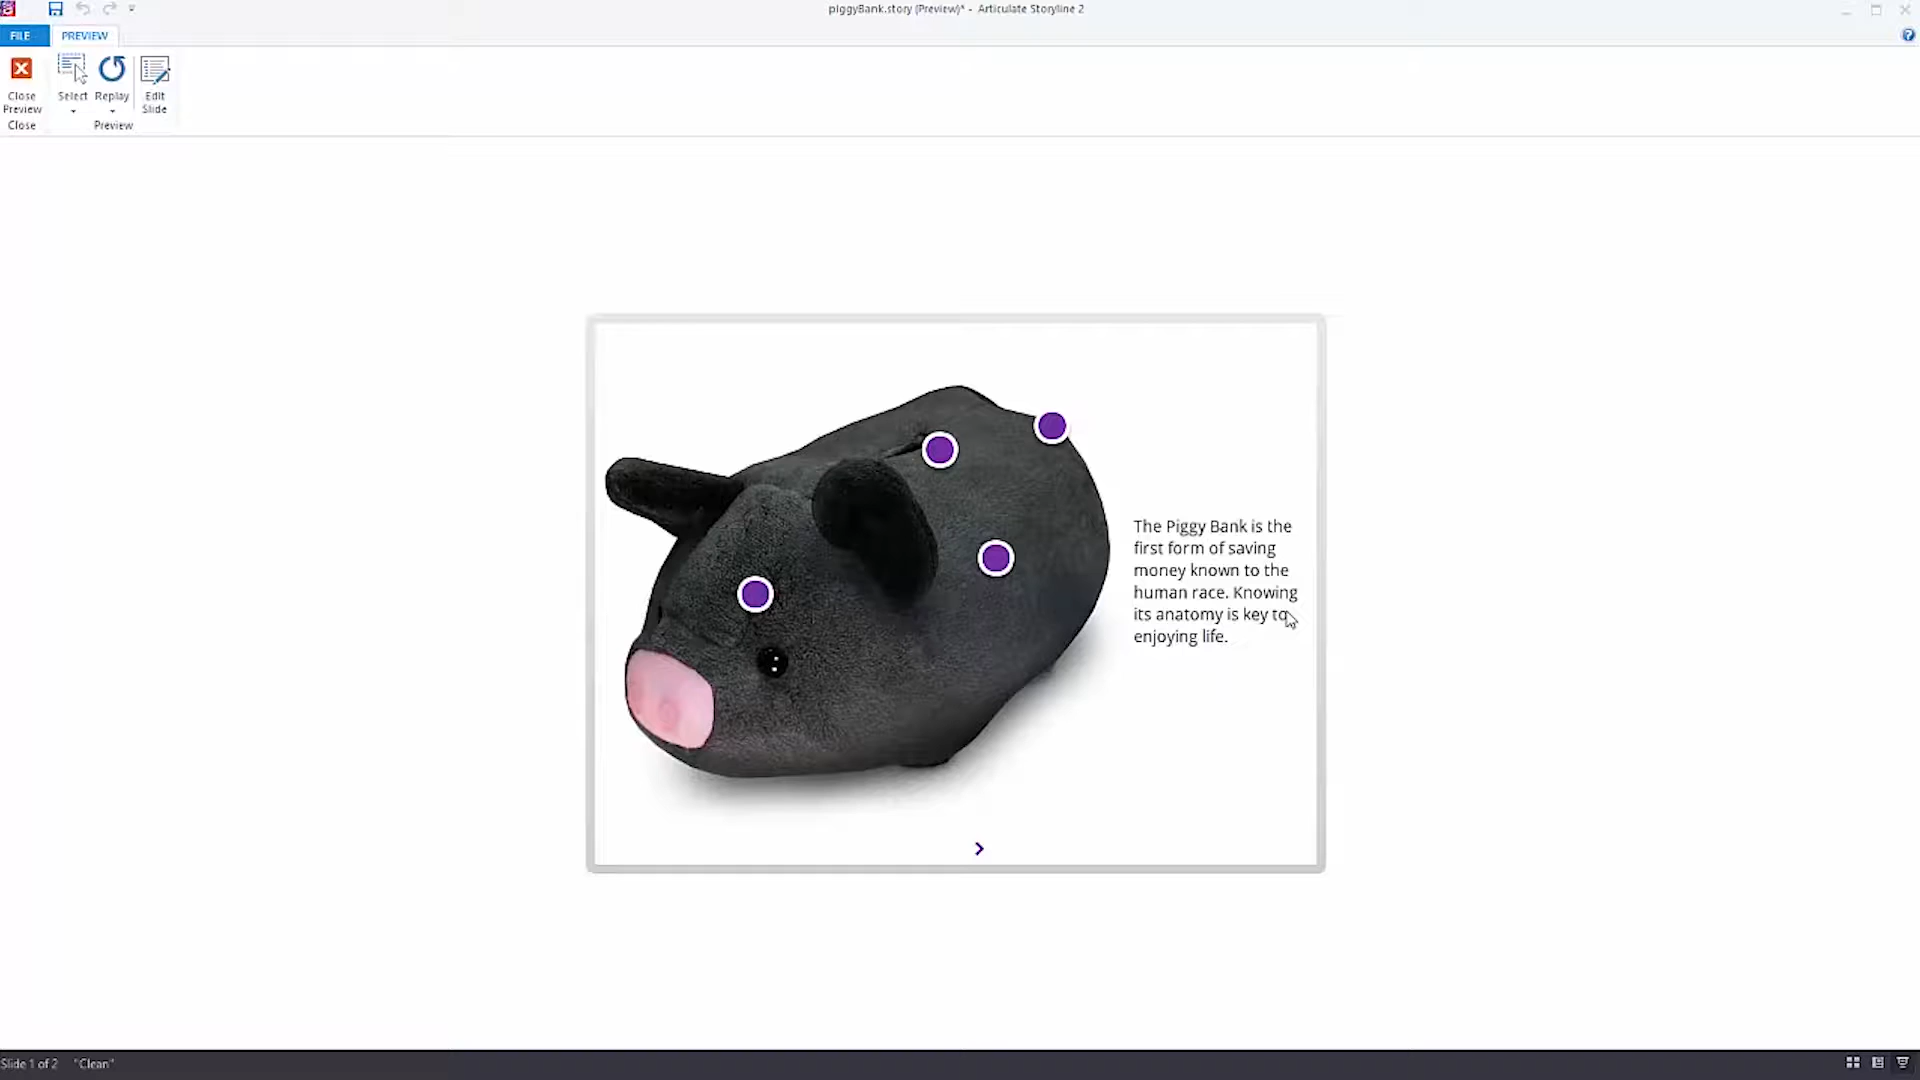 piggyBank.story (Preview)* - Articulate Storyline 2
FILE
PREVIEW
Close
Preview
Select
Replay
Edit
Slide
Close
Preview
The Piggy Bank is the
first form of saving
money known to the
human race. Knowing
its anatomy is key to
enjoying life.
Slide 1 of 2 "Clean"